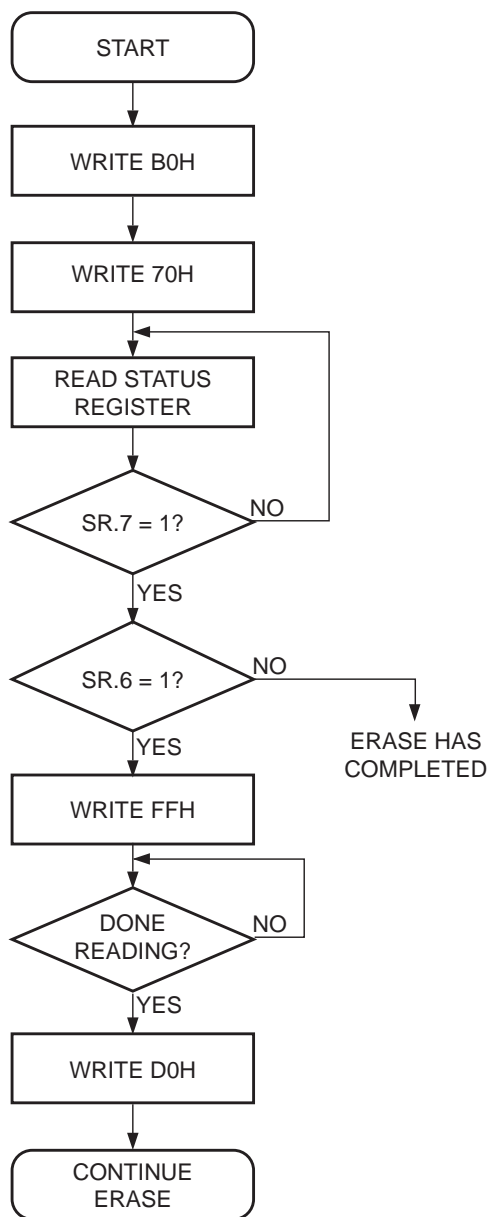 START
WRITE B0H
WRITE 70H
READ STATUS
REGISTER
SR.7 = 1?
NO
YES
SR.6 = 1?
NO
YES
ERASE HAS
COMPLETED
WRITE FFH
DONE
READING?
NO
YES
WRITE D0H
CONTINUE
ERASE